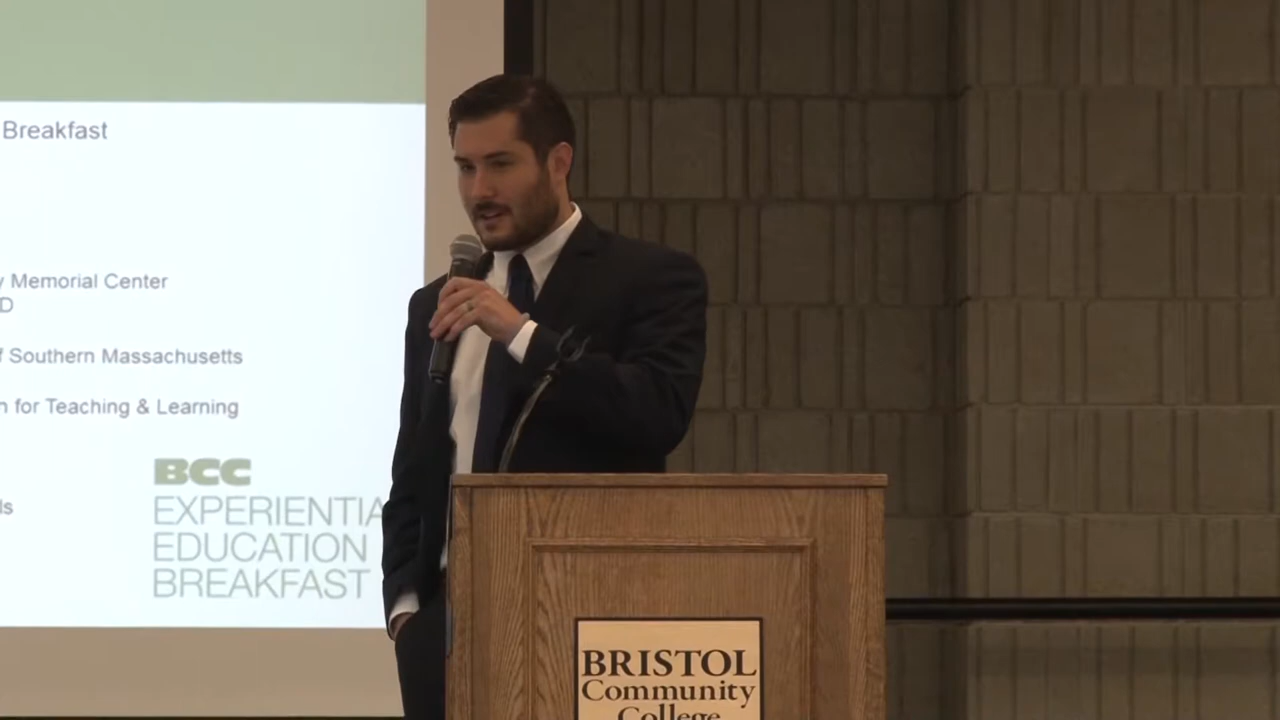 Breakfast
Memorial Center
D
Southern Massachusetts
for Teaching & Learning
ls
BCC
EXPERIENTIA
EDUCATION
BREAKFAST
BRISTOL
Community
College